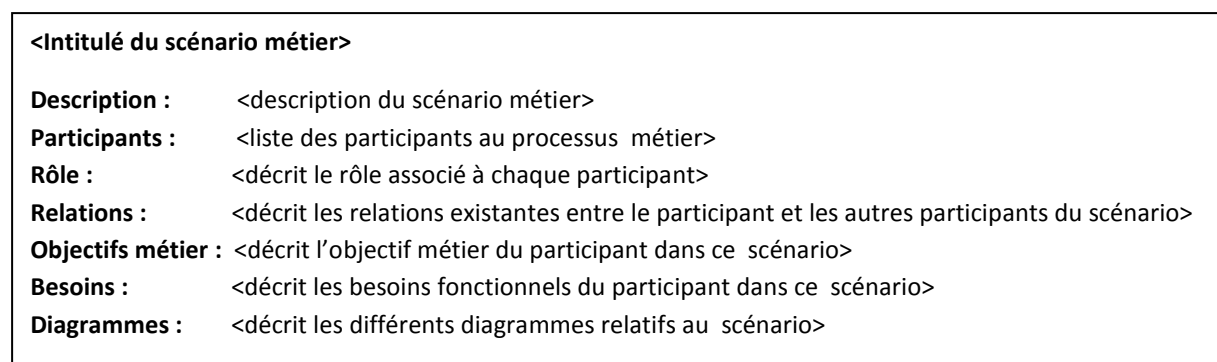 <Intitulé du scénario métier>
Description : <description du scénario métier>
Participants : <liste des participants au processus métier>
Rôle : <décrit le rôle associé à chaque participant>
Relations : <décrit les relations existantes entre le participant et les autres participants du scénario>
Objectifs métier : <décrit l’objectif métier du participant dans ce scénario>
Besoins : <décrit les besoins fonctionnels du participant dans ce scénario>
Diagrammes : <décrit les différents diagrammes relatifs au scénario>